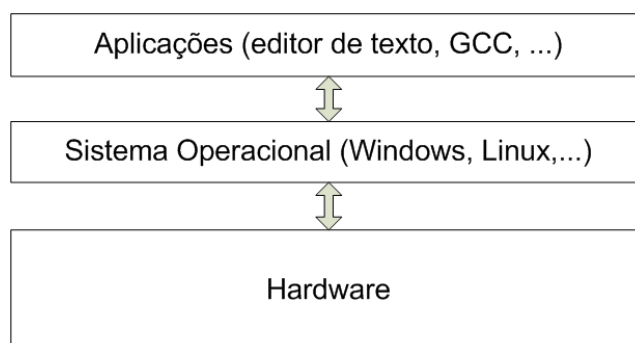 Aplicações (editor de texto, GCC, ...)
Sistema Operacional (Windows, Linux,...)
Hardware